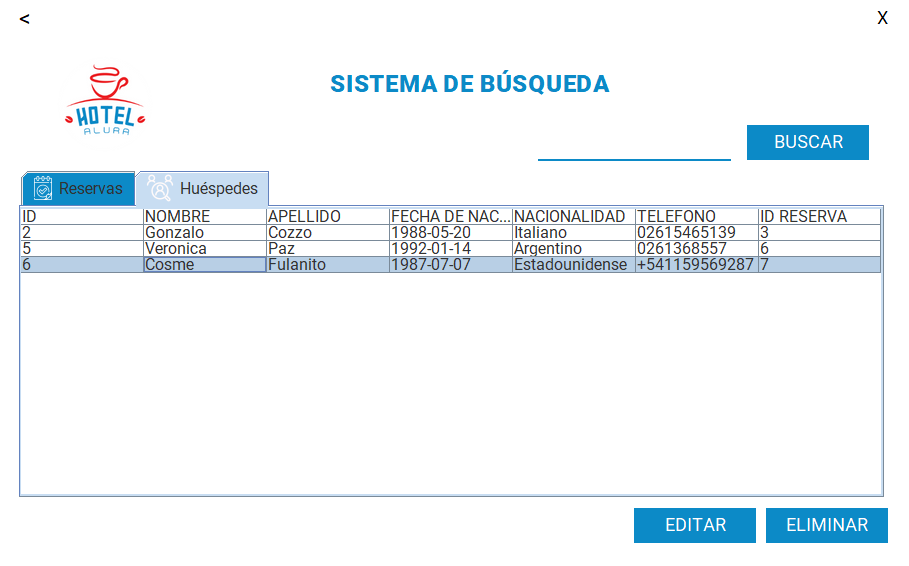 < X
HOTEL
ALURA
SISTEMA DE BÚSQUEDA
BUSCAR
Reservas Huéspedes
ID NOMBRE APELLIDO FECHA DE NAC... NACIONALIDAD TELEFONO ID RESERVA
2 Gonzalo Cozzo 1988-05-20 Italiano 02615465139 3
5 Veronica Paz 1992-01-14 Argentino 0261368557 6
6 Cosme Fulanito 1987-07-07 Estadounidense +541159569287 7
EDITAR ELIMINAR